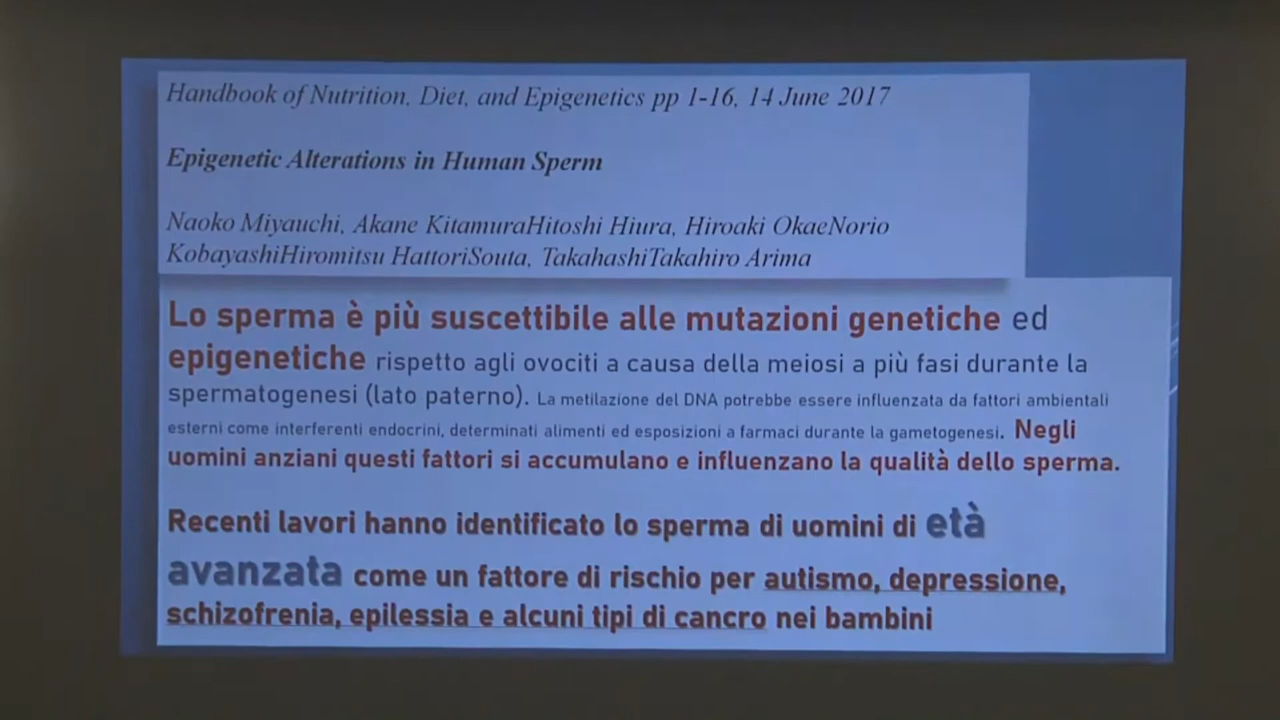 Handbook of Nutrition, Diet, and Epigenetics pp 1-16, 14 June 2017
Epigenetic Alterations in Human Sperm
Naoko Miyauchi, Akane KitamuraHitoshi Hiura, Hiroaki OkaeNorio
KobayashiHiromitsu HattoriSouta, TakahashiTakahiro Arima
Lo sperma è più suscettibile alle mutazioni genetiche ed
epigenetiche rispetto agli ovociti a causa della meiosi a più fasi durante la
spermatogenesi (lato paterno). La metilazione del DNA potrebbe essere influenzata da fattori ambientali
esterni come interferenti endocrini, determinati alimenti ed esposizioni a farmaci durante la gametogenesi. Negli
uomini anziani questi fattori si accumulano e influenzano la qualità dello sperma.
Recenti lavori hanno identificato lo sperma di uomini di età
avanzata come un fattore di rischio per autismo, depressione,
schizofrenia, epilessia e alcuni tipi di cancro nei bambini